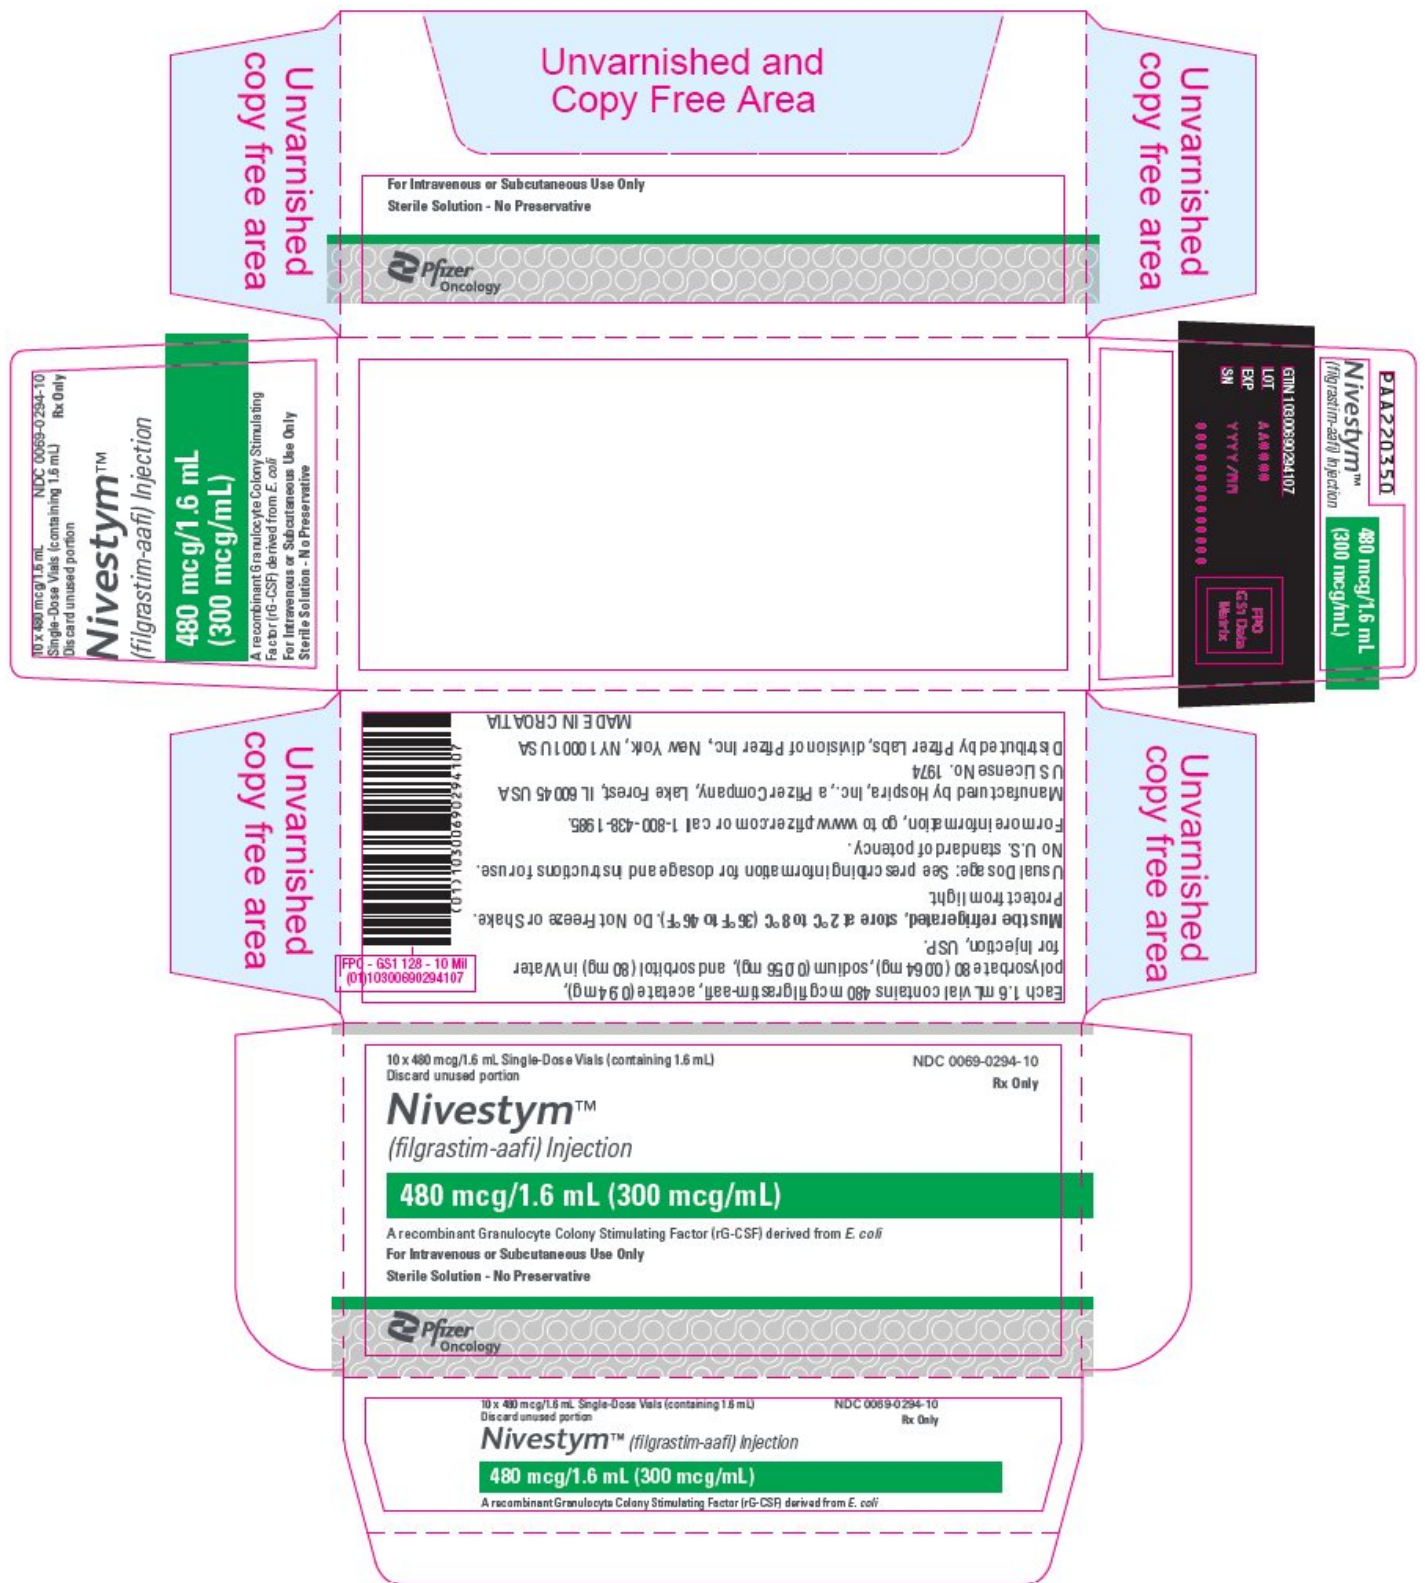 Unvarnished and
Copy Free Area
Unvarnished
copy free area
Unvarnished
copy free area
For Intravenous or Subcutaneous Use Only
Sterile Solution - No Preservative
Pfizer
Oncology
10 x 480 mcg/1.6 mL NDC 0069-0294-10
Single-Dose Vials (containing 1.6 mL) Rx Only
Discard unused portion
Nivestym™
(filgrastim-aafi) Injection
480 mcg/1.6 mL
(300 mcg/mL)
A recombinant Granulocyte Colony Stimulating
Factor (rG-CSF) derived from E. coli
For Intravenous or Subcutaneous Use Only
Sterile Solution - No Preservative
PAA220350
Nivestym™
(filgrastim-aafi) Injection
480 mcg/1.6 mL
(300 mcg/mL)
GTIN 10300690294107
LOT AA####
EXP YYYY/MM
SN
FPO
GS1 Data
Matrix
Unvarnished
copy free area
Unvarnished
copy free area
Each 1.6 mL vial contains 480 mcg filgrastim-aafi, acetate (0.94 mg),
polysorbate 80 (0.064 mg), sodium (0.056 mg), and sorbitol (80 mg) in Water
for Injection, USP.
Must be refrigerated, store at 2°C to 8°C (36°F to 46°F). Do Not Freeze or Shake.
Protect from light
Usual Dosage: See prescribing information for dosage and instructions for use.
No U.S. standard of potency.
For more information, go to www.pfizer.com or call 1-800-438-1985.
Manufactured by Hospira, Inc., a Pfizer Company, Lake Forest, IL 60045 USA
US License No. 1974
Distributed by Pfizer Labs, division of Pfizer Inc, New York, NY 10001 USA
MADE IN CROATIA
(01)10300690294107
FPO - GS1 128 - 10 Mil
(01)10300690294107
10 x 480 mcg/1.6 mL Single-Dose Vials (containing 1.6 mL) NDC 0069-0294-10
Discard unused portion Rx Only
Nivestym™
(filgrastim-aafi) Injection
480 mcg/1.6 mL (300 mcg/mL)
A recombinant Granulocyte Colony Stimulating Factor (rG-CSF) derived from E. coli
For Intravenous or Subcutaneous Use Only
Sterile Solution - No Preservative
Pfizer
Oncology
10 x 480 mcg/1.6 mL Single-Dose Vials (containing 1.6 mL) NDC 0069-0294-10
Discard unused portion Rx Only
Nivestym™ (filgrastim-aafi) Injection
480 mcg/1.6 mL (300 mcg/mL)
A recombinant Granulocyte Colony Stimulating Factor (rG-CSF) derived from E. coli